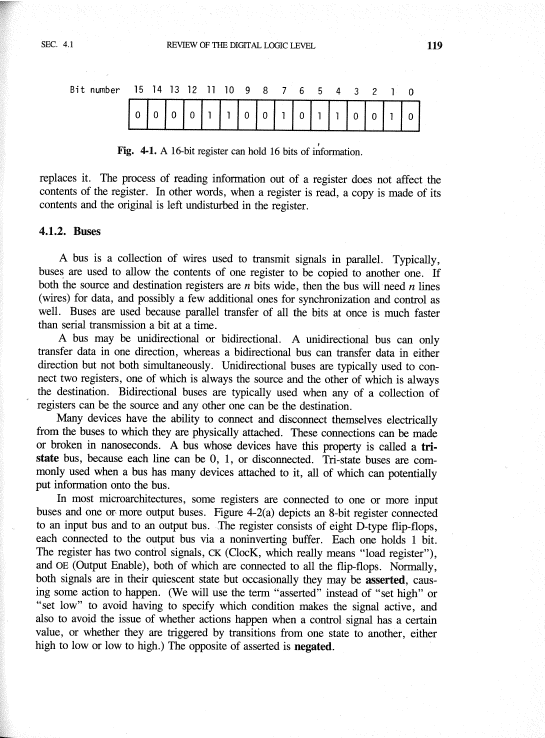 SEC. 4.1 REVIEW OF THE DIGITAL LOGIC LEVEL 119
Bit number 15 14 13 12 11 10 9 8 7 6 5 4 3 2 1 0
0 0 0 0 1 1 0 0 1 0 1 1 0 0 1 0
Fig. 4-1. A 16-bit register can hold 16 bits of information.
replaces it. The process of reading information out of a register does not affect the
contents of the register. In other words, when a register is read, a copy is made of its
contents and the original is left undisturbed in the register.
4.1.2. Buses
A bus is a collection of wires used to transmit signals in parallel. Typically,
buses are used to allow the contents of one register to be copied to another one. If
both the source and destination registers are n bits wide, then the bus will need n lines
(wires) for data, and possibly a few additional ones for synchronization and control as
well. Buses are used because parallel transfer of all the bits at once is much faster
than serial transmission a bit at a time.
A bus may be unidirectional or bidirectional. A unidirectional bus can only
transfer data in one direction, whereas a bidirectional bus can transfer data in either
direction but not both simultaneously. Unidirectional buses are typically used to con-
nect two registers, one of which is always the source and the other of which is always
the destination. Bidirectional buses are typically used when any of a collection of
registers can be the source and any other one can be the destination.
Many devices have the ability to connect and disconnect themselves electrically
from the buses to which they are physically attached. These connections can be made
or broken in nanoseconds. A bus whose devices have this property is called a tri-
state bus, because each line can be 0, 1, or disconnected. Tri-state buses are com-
monly used when a bus has many devices attached to it, all of which can potentially
put information onto the bus.
In most microarchitectures, some registers are connected to one or more input
buses and one or more output buses. Figure 4-2(a) depicts an 8-bit register connected
to an input bus and to an output bus. The register consists of eight D-type flip-flops,
each connected to the output bus via a noninverting buffer. Each one holds 1 bit.
The register has two control signals, CK (ClocK, which really means "load register"),
and OE (Output Enable), both of which are connected to all the flip-flops. Normally,
both signals are in their quiescent state but occasionally they may be asserted, caus-
ing some action to happen. (We will use the term "asserted" instead of "set high" or
"set low" to avoid having to specify which condition makes the signal active, and
also to avoid the issue of whether actions happen when a control signal has a certain
value, or whether they are triggered by transitions from one state to another, either
high to low or low to high.) The opposite of asserted is negated.